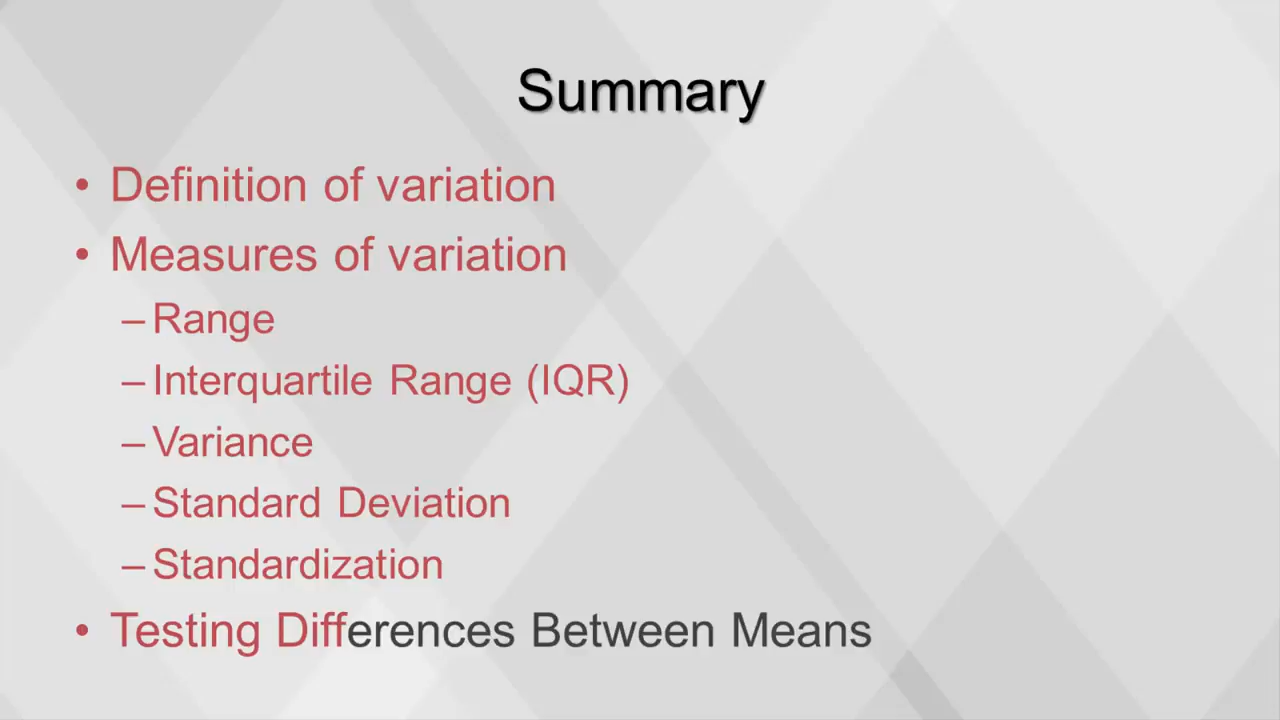 Summary
• Definition of variation
• Measures of variation
– Range
– Interquartile Range (IQR)
– Variance
– Standard Deviation
– Standardization
• Testing Differences Between Means